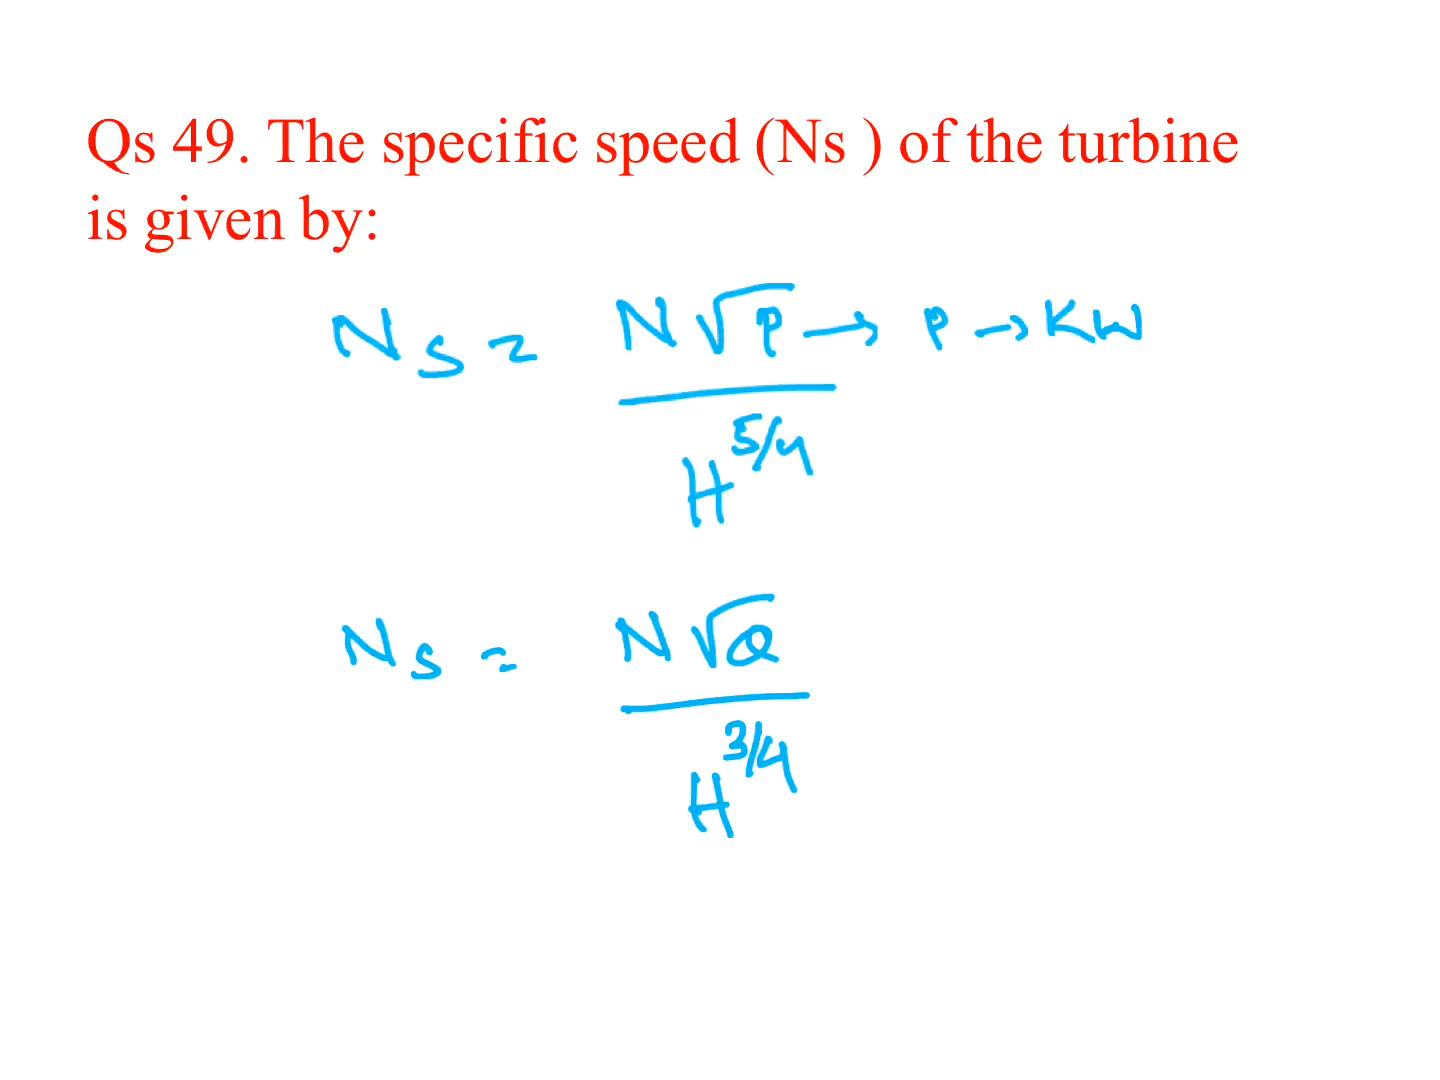 Qs 49. The specific speed (Ns ) of the turbine
is given by:
Ns = N√P / H^5/4 → P → KW
Ns = N√Q / H^3/4